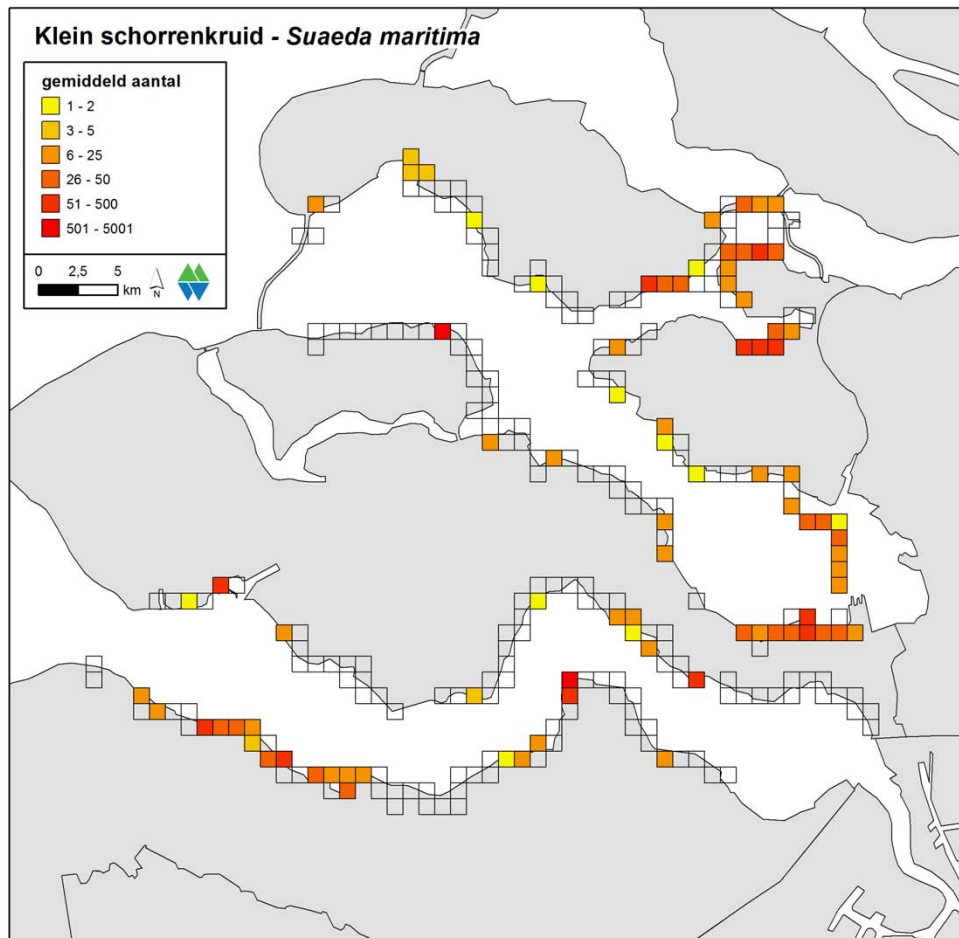 Klein schorrenkruid - Suaeda maritima
gemiddeld aantal
1 - 2
3 - 5
6 - 25
26 - 50
51 - 500
501 - 5001
0 2,5 5
km N